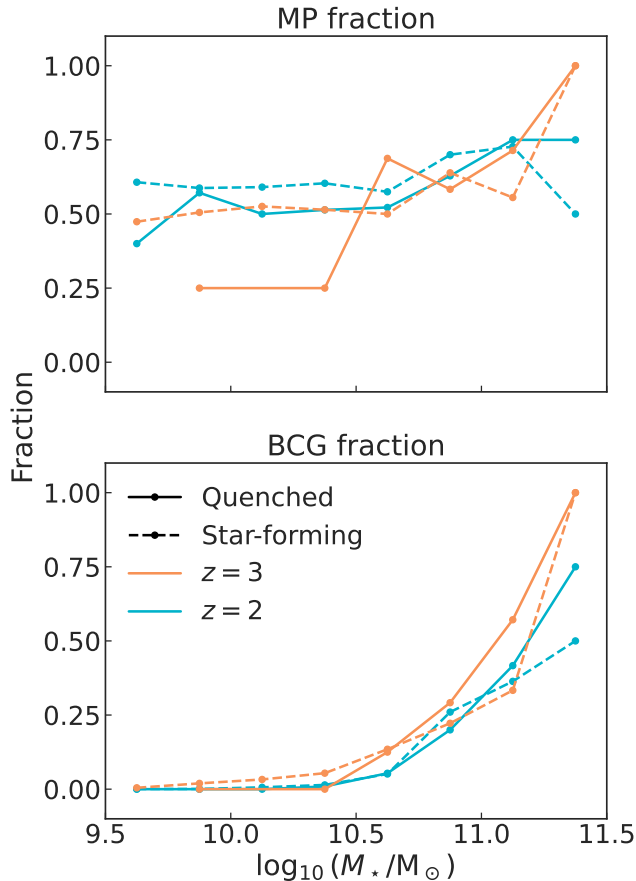 MP fraction
1.00
0.75
0.50
0.25
0.00
Fraction
BCG fraction
1.00
0.75
0.50
0.25
0.00
Quenched
Star-forming
z = 3
z = 2
9.5 10.0 10.5 11.0 11.5
log₁₀(M⋆/M⊙)